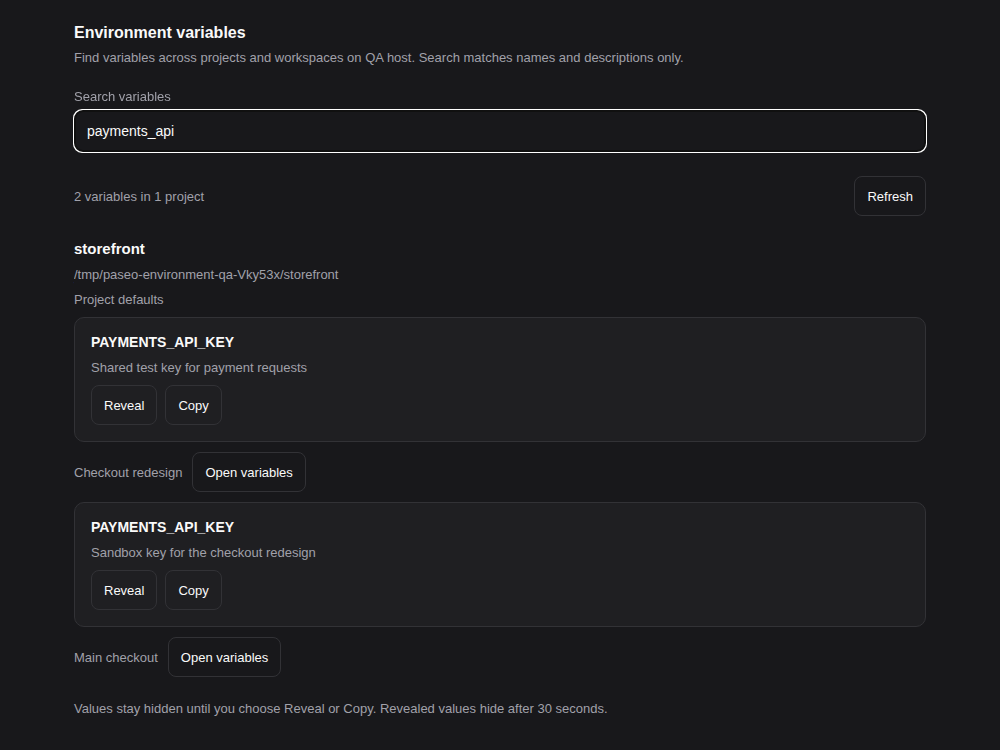 Environment variables
Find variables across projects and workspaces on QA host. Search matches names and descriptions only.
Search variables
payments_api
2 variables in 1 project
Refresh
storefront
/tmp/paseo-environment-qa-Vky53x/storefront
Project defaults
PAYMENTS_API_KEY
Shared test key for payment requests
Reveal Copy
Checkout redesign Open variables
PAYMENTS_API_KEY
Sandbox key for the checkout redesign
Reveal Copy
Main checkout Open variables
Values stay hidden until you choose Reveal or Copy. Revealed values hide after 30 seconds.